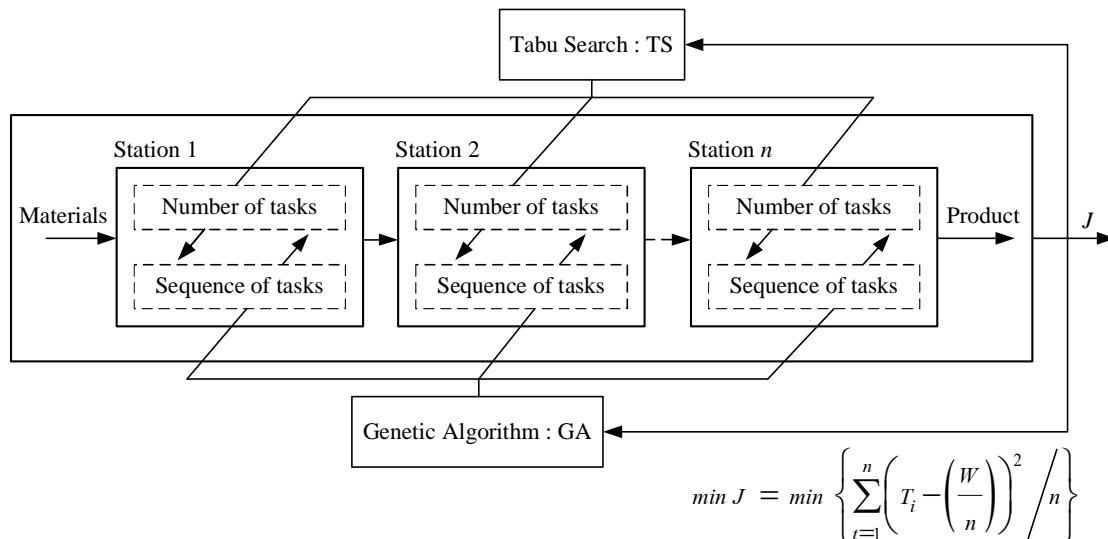 Tabu Search : TS
Station 1
Station 2
Station n
Number of tasks
Number of tasks
Number of tasks
Materials
Product
J
Sequence of tasks
Sequence of tasks
Sequence of tasks
Genetic Algorithm : GA
min J = min { ∑_{t=1}^{n} ( T_i − ( W / n ) )^2 / n }